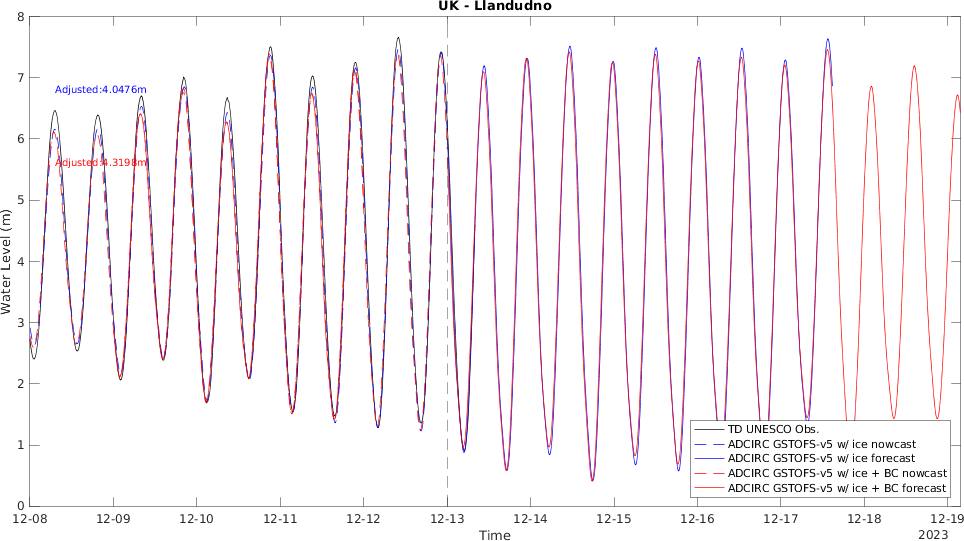 UK - Llandudno
8
7
6
5
4
3
2
1
0
Water Level (m)
Adjusted:4.0476m
Adjusted:4.3198m
TD UNESCO Obs.
ADCIRC GSTOFS-v5 w/ ice nowcast
ADCIRC GSTOFS-v5 w/ ice forecast
ADCIRC GSTOFS-v5 w/ ice + BC nowcast
ADCIRC GSTOFS-v5 w/ ice + BC forecast
12-08 12-09 12-10 12-11 12-12 12-13 12-14 12-15 12-16 12-17 12-18 12-19
Time
2023